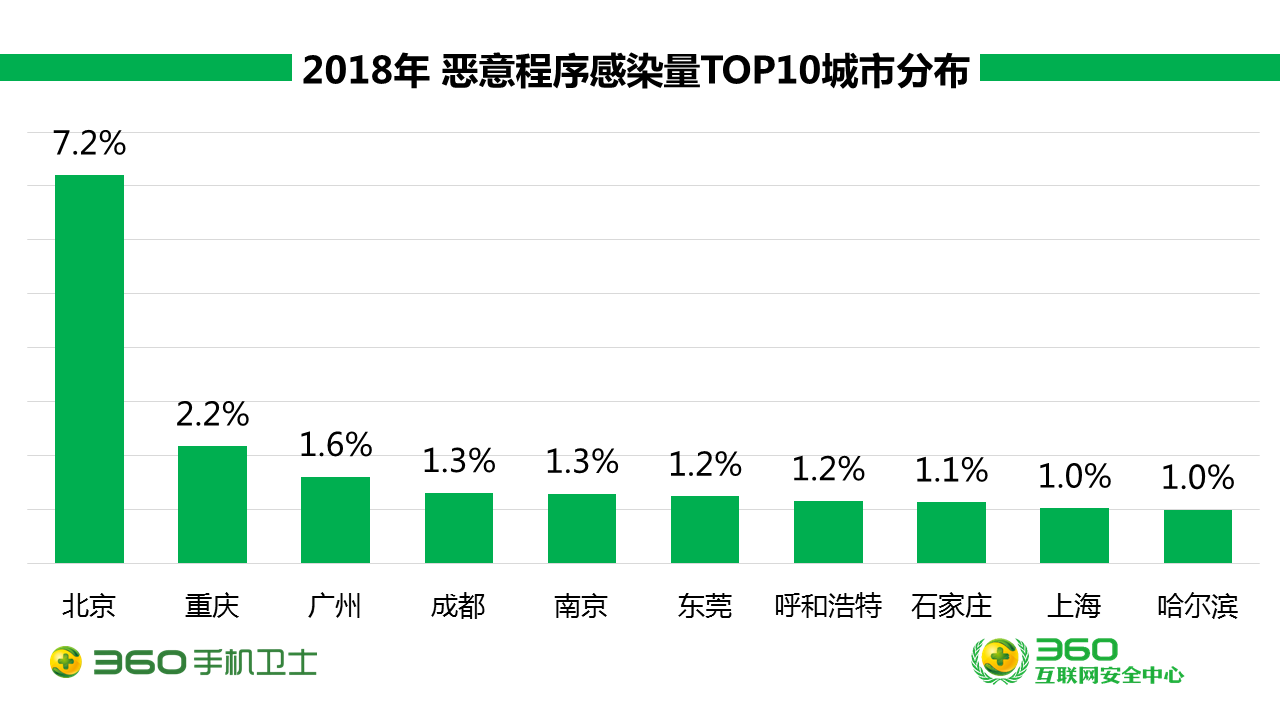 2018年 恶意程序感染量TOP10城市分布
7.2%
2.2%
1.6%
1.3%
1.3%
1.2%
1.2%
1.1%
1.0%
1.0%
北京
重庆
广州
成都
南京
东莞
呼和浩特
石家庄
上海
哈尔滨
360手机卫士
360
互联网安全中心